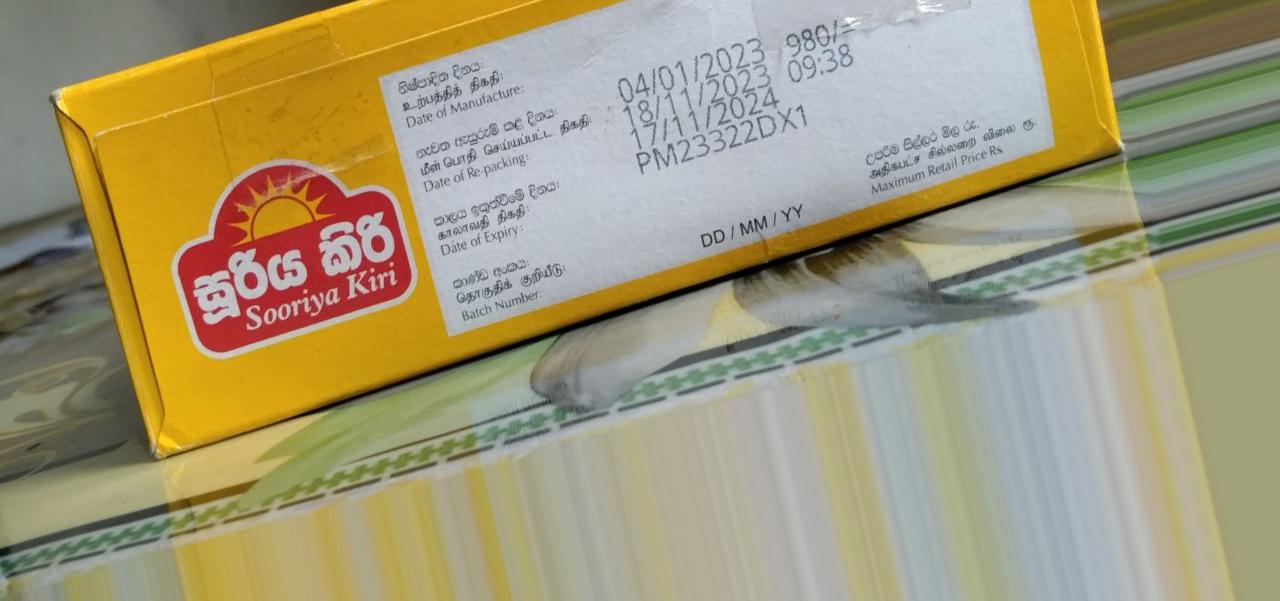 සූරිය කිරි
Sooriya Kiri
නිෂ්පාදිත දිනය:
உற்பத்தித் திகதி:
Date of Manufacture:
නැවත ඇසුරුම් කළ දිනය:
மீள் பொதி செய்யப்பட்ட திகதி:
Date of Re-packing:
කාලය ඉකුත්වීමේ දිනය:
காலாவதி திகதி:
Date of Expiry:
කාණ්ඩ අංකය:
தொகுதிக் குறியீடு:
Batch Number:
04/01/2023 980/=
18/11/2023 09:38
17/11/2024
PM23322DX1
DD / MM / YY
උපරිම සිල්ලර මිල රු.
அதிகபட்ச சில்லறை விலை ரூ.
Maximum Retail Price Rs.